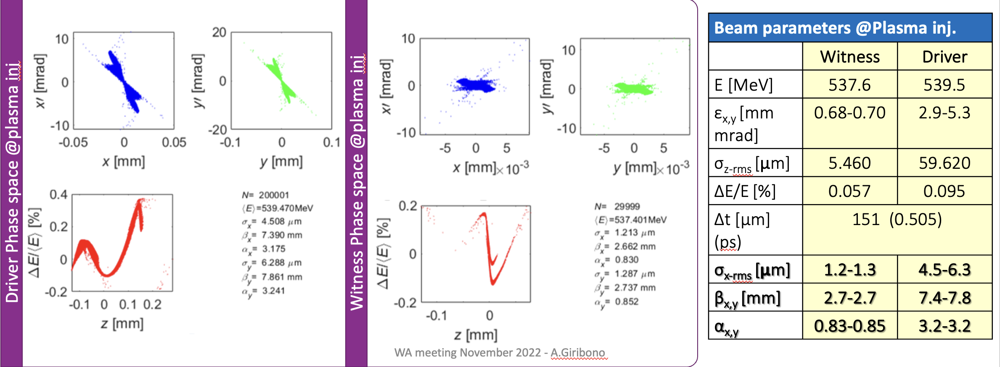 Driver Phase space @plasma inj
10
0
-10
x′ [mrad]
-0.05 0 0.05
x [mm]
20
0
-20
y′ [mrad]
-0.1 0 0.1
y [mm]
0.4
0.2
0
-0.2
ΔE/⟨E⟩ [%]
-0.1 0 0.1 0.2
z [mm]
N= 200001
⟨E⟩=539.470MeV
σx= 4.508 μm
βx= 7.390 mm
αx= 3.175
σy= 6.288 μm
βy= 7.861 mm
αy= 3.241
Witness Phase space @plasma inj
10
0
-10
x′ [mrad]
-5 0 5
x [mm]×10-3
10
0
-10
y′ [mrad]
-5 0 5
y [mm]×10-3
0.2
0
-0.2
ΔE/⟨E⟩ [%]
-0.1 0
z [mm]
N= 29999
⟨E⟩=537.401MeV
σx= 1.213 μm
βx= 2.662 mm
αx= 0.830
σy= 1.287 μm
βy= 2.737 mm
αy= 0.852
WA meeting November 2022 - A.Giribono
Beam parameters @Plasma inj.
Witness Driver
E [MeV] 537.6 539.5
εx,y [mm 0.68-0.70 2.9-5.3
mrad]
σz-rms [μm] 5.460 59.620
ΔE/E [%] 0.057 0.095
Δt [μm] 151 (0.505)
(ps)
σx-rms [μm] 1.2-1.3 4.5-6.3
βx,y [mm] 2.7-2.7 7.4-7.8
αx,y 0.83-0.85 3.2-3.2